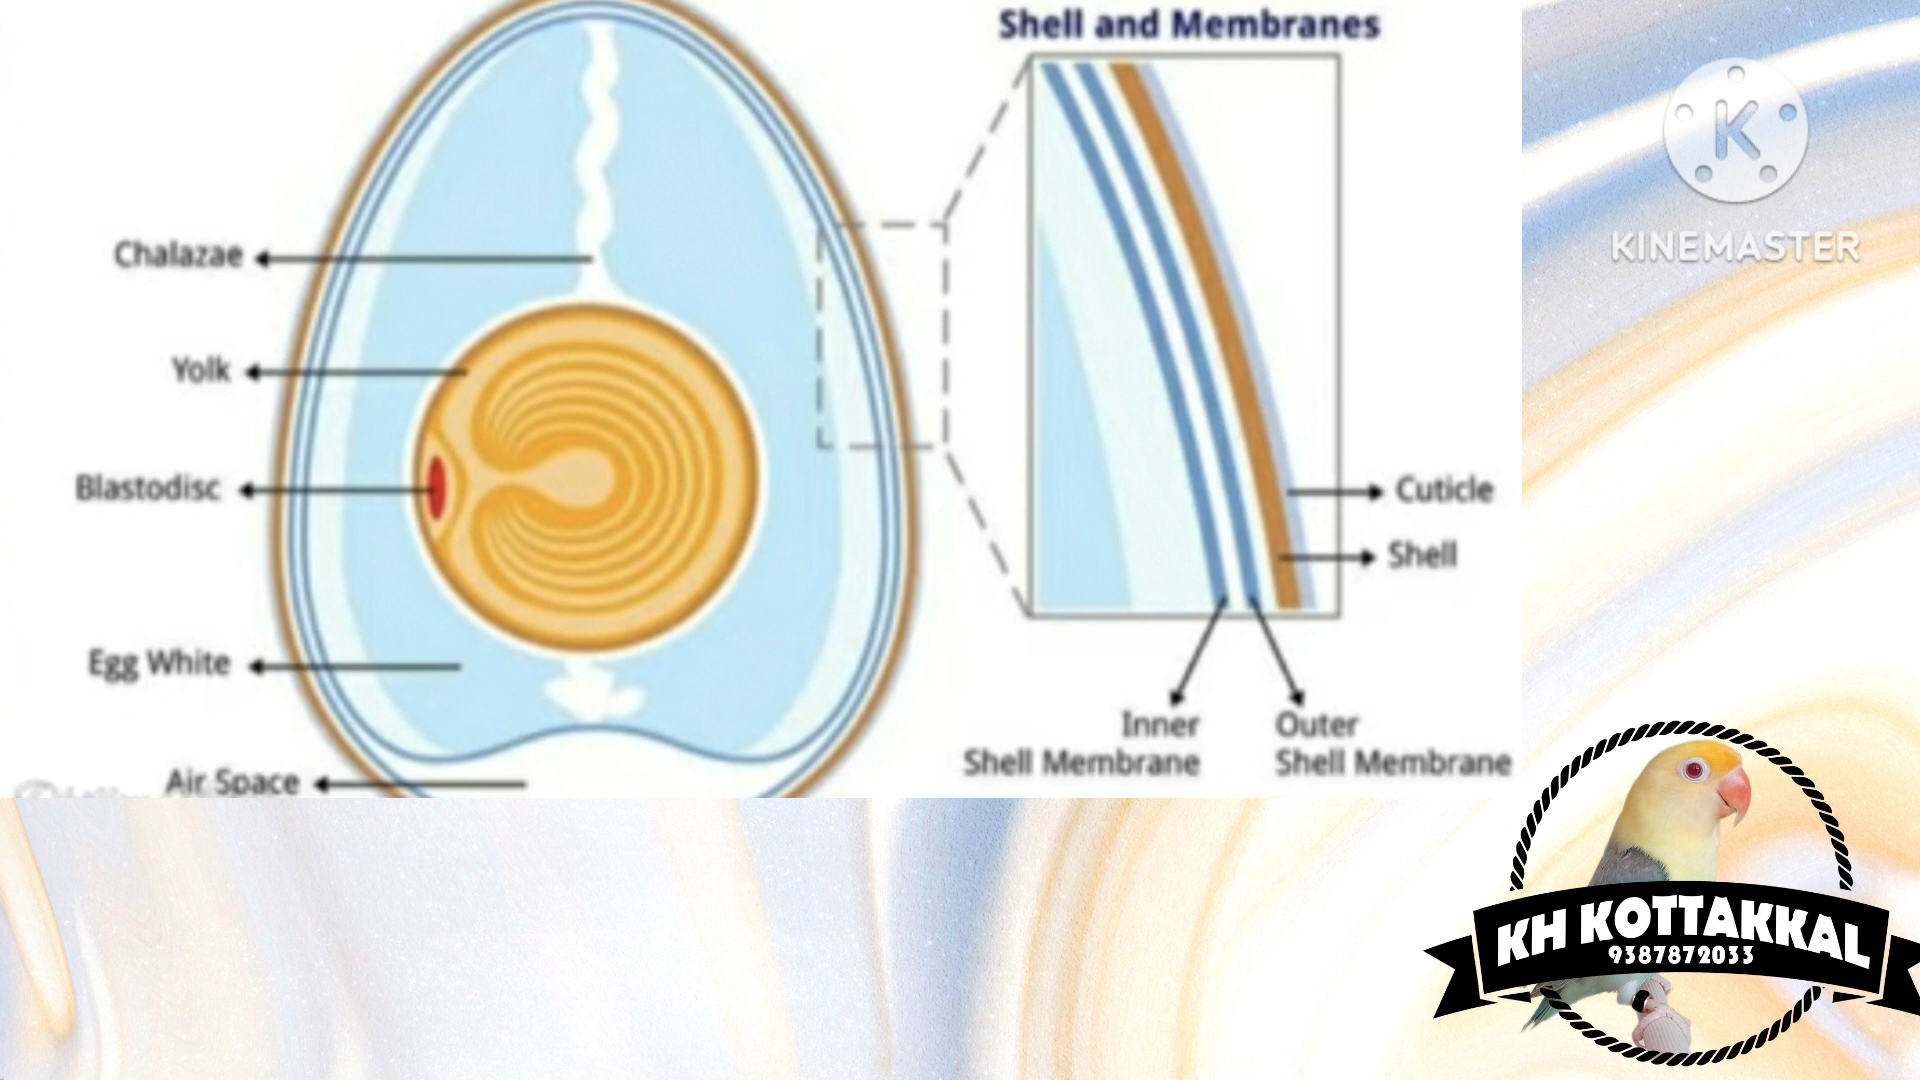 Shell and Membranes
K
KINEMASTER
Chalazae
Yolk
Blastodisc
Egg White
Air Space
Cuticle
Shell
Inner
Shell Membrane
Outer
Shell Membrane
KH KOTTAKKAL
9387872033